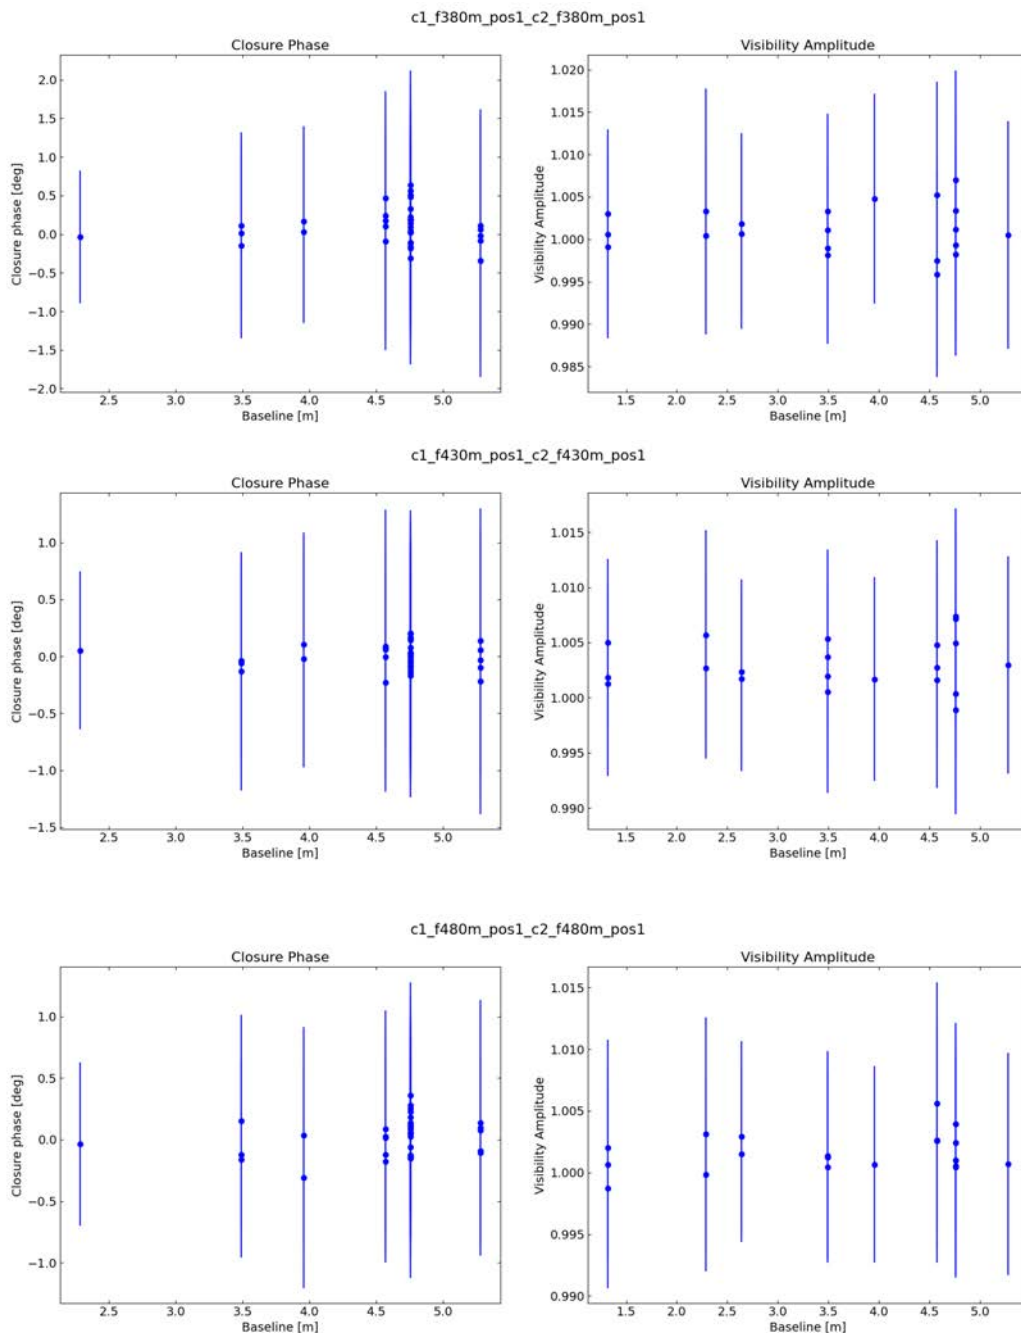 c1_f380m_pos1_c2_f380m_pos1
Closure Phase
Closure phase [deg]
2.0
1.5
1.0
0.5
0.0
−0.5
−1.0
−1.5
−2.0
2.5 3.0 3.5 4.0 4.5 5.0
Baseline [m]
Visibility Amplitude
Visibility Amplitude
1.020
1.015
1.010
1.005
1.000
0.995
0.990
0.985
1.5 2.0 2.5 3.0 3.5 4.0 4.5 5.0
Baseline [m]
c1_f430m_pos1_c2_f430m_pos1
Closure Phase
Closure phase [deg]
1.0
0.5
0.0
−0.5
−1.0
−1.5
2.5 3.0 3.5 4.0 4.5 5.0
Baseline [m]
Visibility Amplitude
Visibility Amplitude
1.015
1.010
1.005
1.000
0.995
0.990
1.5 2.0 2.5 3.0 3.5 4.0 4.5 5.0
Baseline [m]
c1_f480m_pos1_c2_f480m_pos1
Closure Phase
Closure phase [deg]
1.0
0.5
0.0
−0.5
−1.0
2.5 3.0 3.5 4.0 4.5 5.0
Baseline [m]
Visibility Amplitude
Visibility Amplitude
1.015
1.010
1.005
1.000
0.995
0.990
1.5 2.0 2.5 3.0 3.5 4.0 4.5 5.0
Baseline [m]